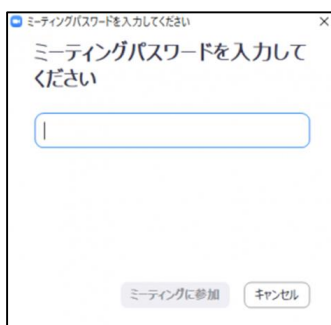 ミーティングパスワードを入力してください
ミーティングパスワードを入力して
ください
ミーティングに参加
キャンセル